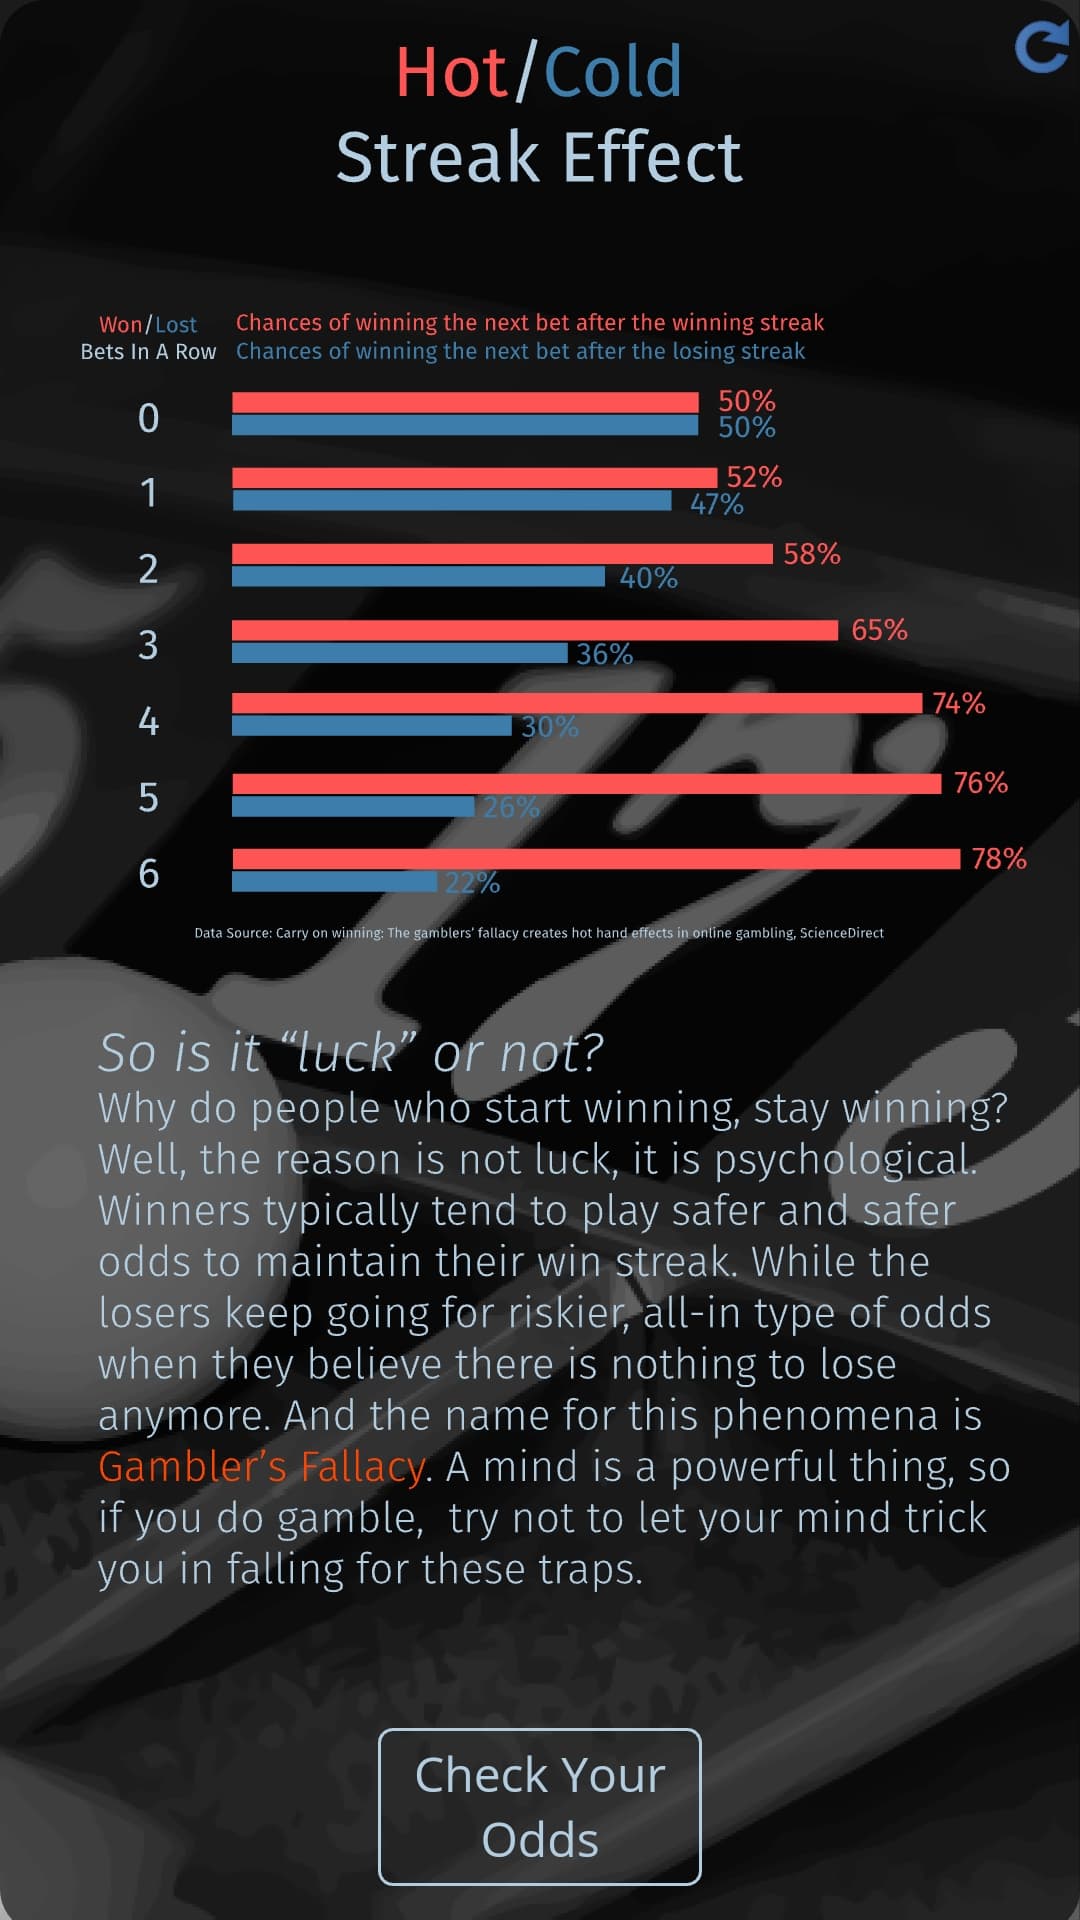 Hot/Cold
Streak Effect
Won/Lost
Bets In A Row
Chances of winning the next bet after the winning streak
Chances of winning the next bet after the losing streak
0
50%
50%
1
52%
47%
2
58%
40%
3
65%
36%
4
74%
30%
5
76%
26%
6
78%
22%
Data Source: Carry on winning: The gamblers’ fallacy creates hot hand effects in online gambling, ScienceDirect
So is it “luck” or not?
Why do people who start winning, stay winning?
Well, the reason is not luck, it is psychological.
Winners typically tend to play safer and safer
odds to maintain their win streak. While the
losers keep going for riskier, all-in type of odds
when they believe there is nothing to lose
anymore. And the name for this phenomena is
Gambler’s Fallacy. A mind is a powerful thing, so
if you do gamble, try not to let your mind trick
you in falling for these traps.
Check Your
Odds